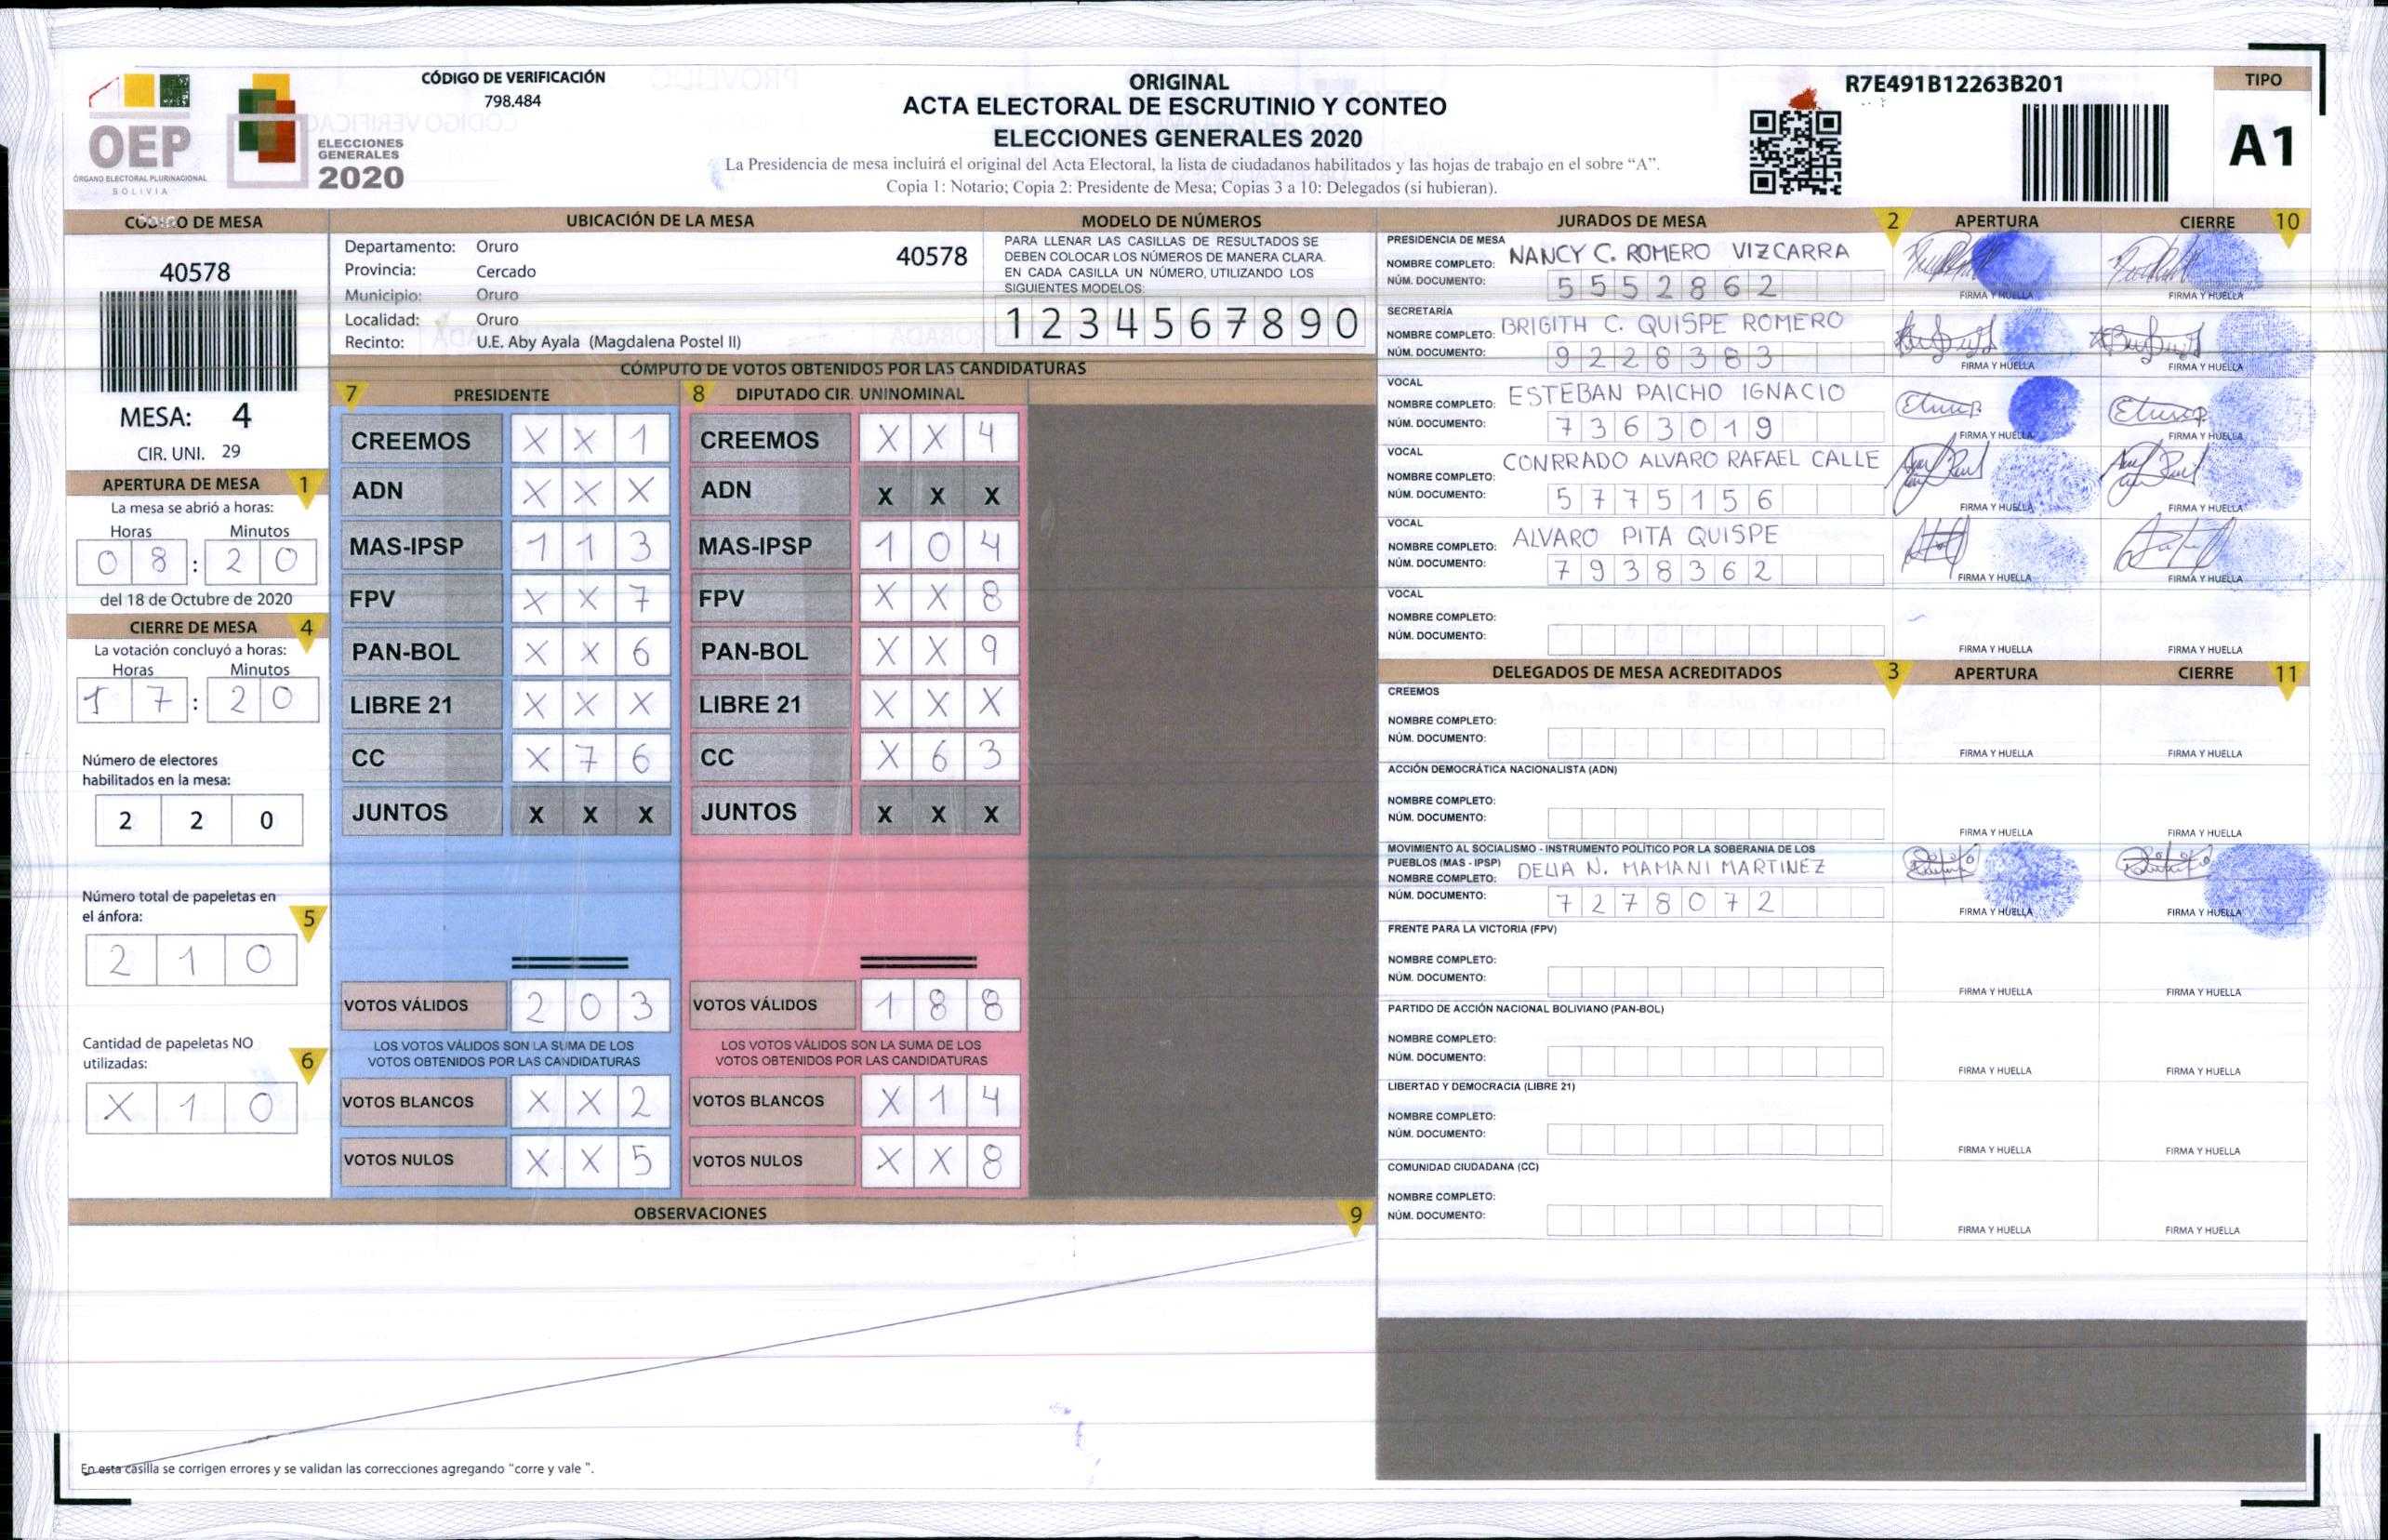 OEP
ÓRGANO ELECTORAL PLURINACIONAL
BOLIVIA
ELECCIONES
GENERALES
2020
CÓDIGO DE VERIFICACIÓN
798.484
ORIGINAL
ACTA ELECTORAL DE ESCRUTINIO Y CONTEO
ELECCIONES GENERALES 2020
La Presidencia de mesa incluirá el original del Acta Electoral, la lista de ciudadanos habilitados y las hojas de trabajo en el sobre “A”.
Copia 1: Notario; Copia 2: Presidente de Mesa; Copias 3 a 10: Delegados (si hubieran).
R7E491B12263B201
TIPO
A1
CÓDIGO DE MESA
40578
MESA: 4
CIR. UNI. 29
APERTURA DE MESA 1
La mesa se abrió a horas:
Horas Minutos
0 8 : 2 0
del 18 de Octubre de 2020
CIERRE DE MESA 4
La votación concluyó a horas:
Horas Minutos
1 7 : 2 0
Número de electores
habilitados en la mesa:
2 2 0
Número total de papeletas en
el ánfora: 5
2 1 0
Cantidad de papeletas NO
utilizadas: 6
X 1 0
UBICACIÓN DE LA MESA
Departamento: Oruro 40578
Provincia: Cercado
Municipio: Oruro
Localidad: Oruro
Recinto: U.E. Aby Ayala (Magdalena Postel II)
MODELO DE NÚMEROS
PARA LLENAR LAS CASILLAS DE RESULTADOS SE
DEBEN COLOCAR LOS NÚMEROS DE MANERA CLARA.
EN CADA CASILLA UN NÚMERO, UTILIZANDO LOS
SIGUIENTES MODELOS:
1 2 3 4 5 6 7 8 9 0
CÓMPUTO DE VOTOS OBTENIDOS POR LAS CANDIDATURAS
7 PRESIDENTE 8 DIPUTADO CIR. UNINOMINAL
CREEMOS X X 1 CREEMOS X X 4
ADN X X X ADN X X X
MAS-IPSP 1 1 3 MAS-IPSP 1 0 4
FPV X X 7 FPV X X 8
PAN-BOL X X 6 PAN-BOL X X 9
LIBRE 21 X X X LIBRE 21 X X X
CC X 7 6 CC X 6 3
JUNTOS X X X JUNTOS X X X
VOTOS VÁLIDOS 2 0 3 VOTOS VÁLIDOS 1 8 8
LOS VOTOS VÁLIDOS SON LA SUMA DE LOS LOS VOTOS VÁLIDOS SON LA SUMA DE LOS
VOTOS OBTENIDOS POR LAS CANDIDATURAS VOTOS OBTENIDOS POR LAS CANDIDATURAS
VOTOS BLANCOS X X 2 VOTOS BLANCOS X 1 4
VOTOS NULOS X X 5 VOTOS NULOS X X 8
OBSERVACIONES 9
En esta casilla se corrigen errores y se validan las correcciones agregando “corre y vale ”.
JURADOS DE MESA 2 APERTURA CIERRE 10
PRESIDENCIA DE MESA
NOMBRE COMPLETO: NANCY C. ROMERO VIZCARRA
NÚM. DOCUMENTO: 5 5 5 2 8 6 2
FIRMA Y HUELLA FIRMA Y HUELLA
SECRETARÍA
NOMBRE COMPLETO: BRIGITH C. QUISPE ROMERO
NÚM. DOCUMENTO: 9 2 2 8 3 8 3
FIRMA Y HUELLA FIRMA Y HUELLA
VOCAL
NOMBRE COMPLETO: ESTEBAN PAICHO IGNACIO
NÚM. DOCUMENTO: 7 3 6 3 0 1 9
FIRMA Y HUELLA FIRMA Y HUELLA
VOCAL
NOMBRE COMPLETO: CONRRADO ALVARO RAFAEL CALLE
NÚM. DOCUMENTO: 5 7 7 5 1 5 6
FIRMA Y HUELLA FIRMA Y HUELLA
VOCAL
NOMBRE COMPLETO: ALVARO PITA QUISPE
NÚM. DOCUMENTO: 7 9 3 8 3 6 2
FIRMA Y HUELLA FIRMA Y HUELLA
VOCAL
NOMBRE COMPLETO:
NÚM. DOCUMENTO:
FIRMA Y HUELLA FIRMA Y HUELLA
DELEGADOS DE MESA ACREDITADOS 3 APERTURA CIERRE 11
CREEMOS
NOMBRE COMPLETO:
NÚM. DOCUMENTO:
FIRMA Y HUELLA FIRMA Y HUELLA
ACCIÓN DEMOCRÁTICA NACIONALISTA (ADN)
NOMBRE COMPLETO:
NÚM. DOCUMENTO:
FIRMA Y HUELLA FIRMA Y HUELLA
MOVIMIENTO AL SOCIALISMO - INSTRUMENTO POLÍTICO POR LA SOBERANIA DE LOS
PUEBLOS (MAS - IPSP)
NOMBRE COMPLETO: DELIA N. MAMANI MARTINEZ
NÚM. DOCUMENTO: 7 2 7 8 0 7 2
FIRMA Y HUELLA FIRMA Y HUELLA
FRENTE PARA LA VICTORIA (FPV)
NOMBRE COMPLETO:
NÚM. DOCUMENTO:
FIRMA Y HUELLA FIRMA Y HUELLA
PARTIDO DE ACCIÓN NACIONAL BOLIVIANO (PAN-BOL)
NOMBRE COMPLETO:
NÚM. DOCUMENTO:
FIRMA Y HUELLA FIRMA Y HUELLA
LIBERTAD Y DEMOCRACIA (LIBRE 21)
NOMBRE COMPLETO:
NÚM. DOCUMENTO:
FIRMA Y HUELLA FIRMA Y HUELLA
COMUNIDAD CIUDADANA (CC)
NOMBRE COMPLETO:
NÚM. DOCUMENTO:
FIRMA Y HUELLA FIRMA Y HUELLA